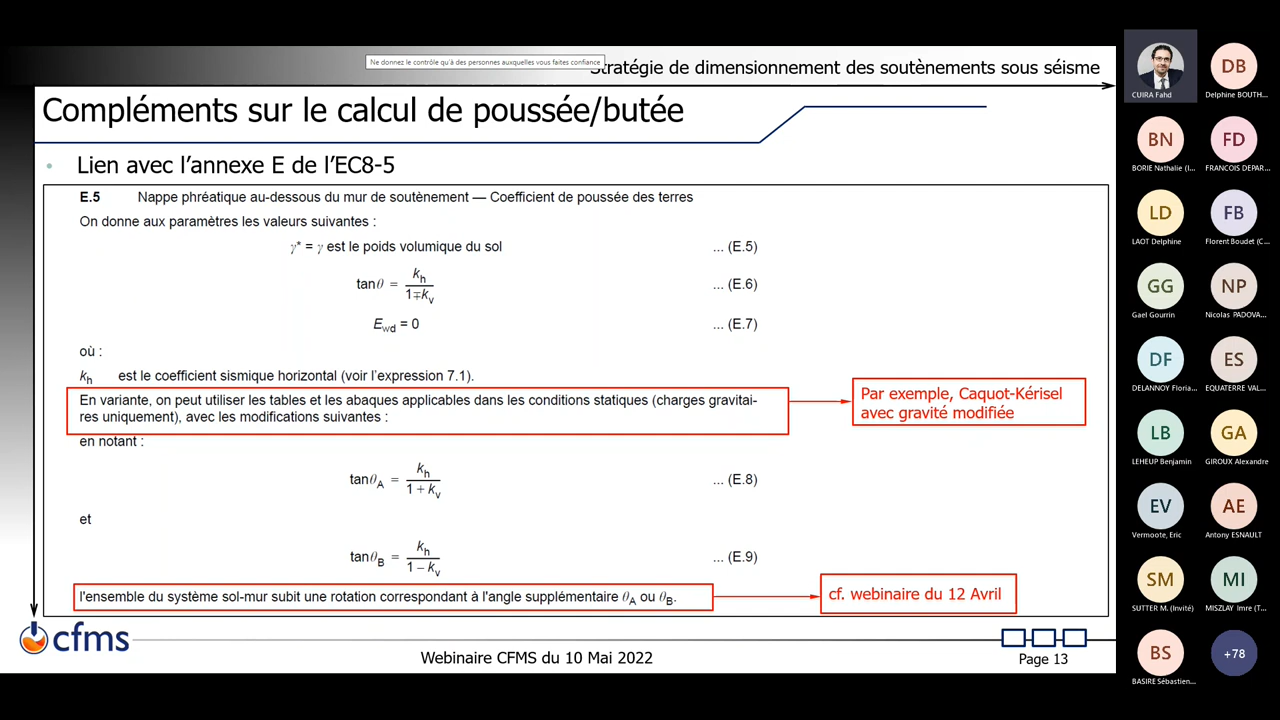 Ne donnez le contrôle qu'à des personnes auxquelles vous faites confiance
Stratégie de dimensionnement des soutènements sous séisme
Compléments sur le calcul de poussée/butée
• Lien avec l'annexe E de l'EC8-5
E.5 Nappe phréatique au-dessous du mur de soutènement — Coefficient de poussée des terres
On donne aux paramètres les valeurs suivantes :
γ* = γ est le poids volumique du sol ... (E.5)
tanθ = kh / 1∓kv ... (E.6)
Ewd = 0 ... (E.7)
où :
kh est le coefficient sismique horizontal (voir l'expression 7.1).
En variante, on peut utiliser les tables et les abaques applicables dans les conditions statiques (charges gravitai-
res uniquement), avec les modifications suivantes :
Par exemple, Caquot-Kérisel
avec gravité modifiée
en notant :
tanθA = kh / 1 + kv ... (E.8)
et
tanθB = kh / 1 − kv ... (E.9)
l'ensemble du système sol-mur subit une rotation correspondant à l'angle supplémentaire θA ou θB.
cf. webinaire du 12 Avril
cfms
Webinaire CFMS du 10 Mai 2022
Page 13
CUIRA Fahd
DB
Delphine BOUTH...
BN
BORIE Nathalie (I...
FD
FRANCOIS DEPAR...
LD
LAOT Delphine
FB
Florent Boudet (C...
GG
Gael Gourrin
NP
Nicolas PADOVA...
DF
DELANNOY Floria...
ES
EQUATERRE VAL...
LB
LEHEUP Benjamin
GA
GIROUX Alexandre
EV
Vermoote, Eric
AE
Antony ESNAULT
SM
SUTTER M. (Invité)
MI
MISZLAY Imre (T...
BS
BASIRE Sébastien...
+78